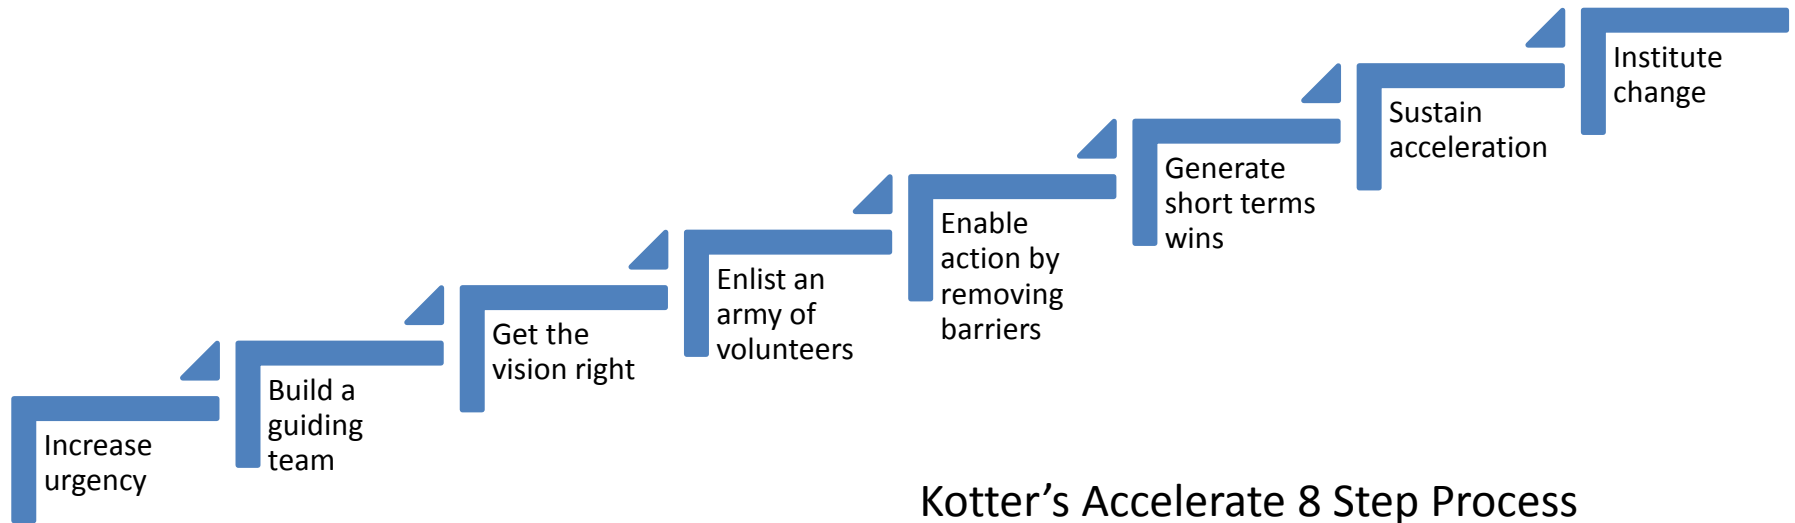 Increase
urgency
Build a
guiding
team
Get the
vision right
Enlist an
army of
volunteers
Enable
action by
removing
barriers
Generate
short terms
wins
Sustain
acceleration
Institute
change
Kotter’s Accelerate 8 Step Process